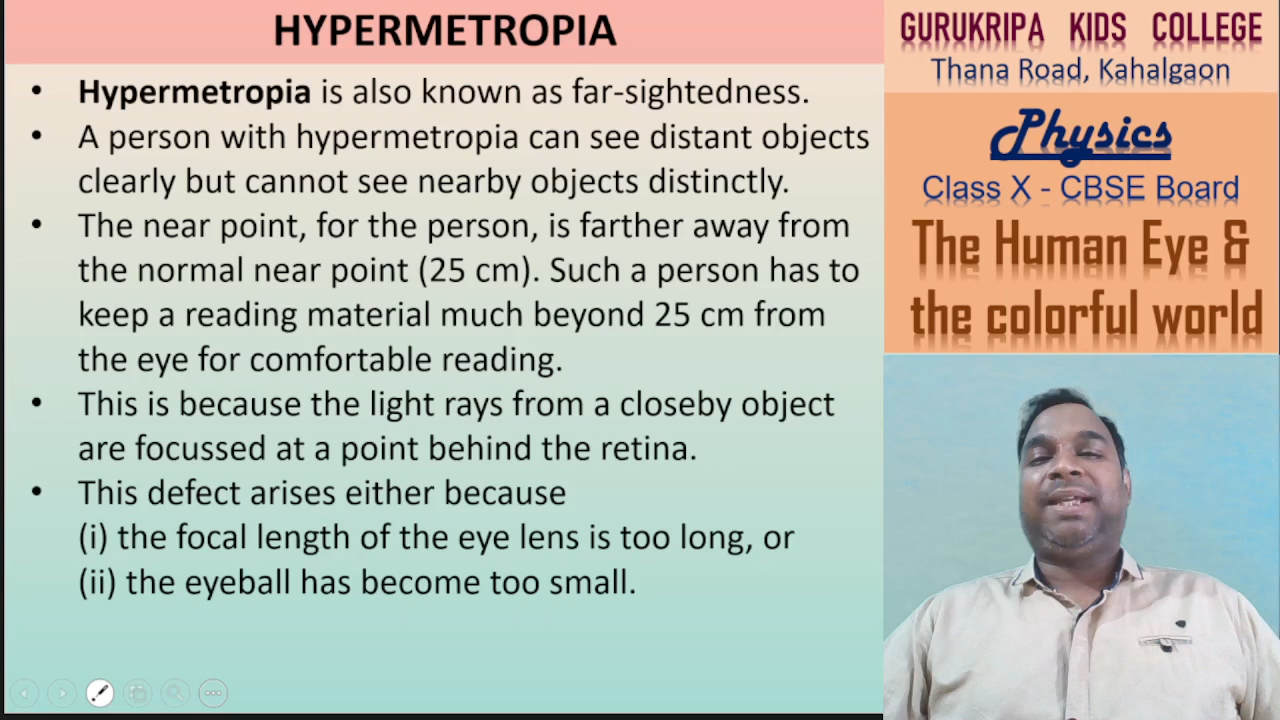 HYPERMETROPIA
• Hypermetropia is also known as far-sightedness.
• A person with hypermetropia can see distant objects
clearly but cannot see nearby objects distinctly.
• The near point, for the person, is farther away from
the normal near point (25 cm). Such a person has to
keep a reading material much beyond 25 cm from
the eye for comfortable reading.
• This is because the light rays from a closeby object
are focussed at a point behind the retina.
• This defect arises either because
(i) the focal length of the eye lens is too long, or
(ii) the eyeball has become too small.
GURUKRIPA KIDS COLLEGE
Thana Road, Kahalgaon
Physics
Class X - CBSE Board
The Human Eye &
the colorful world